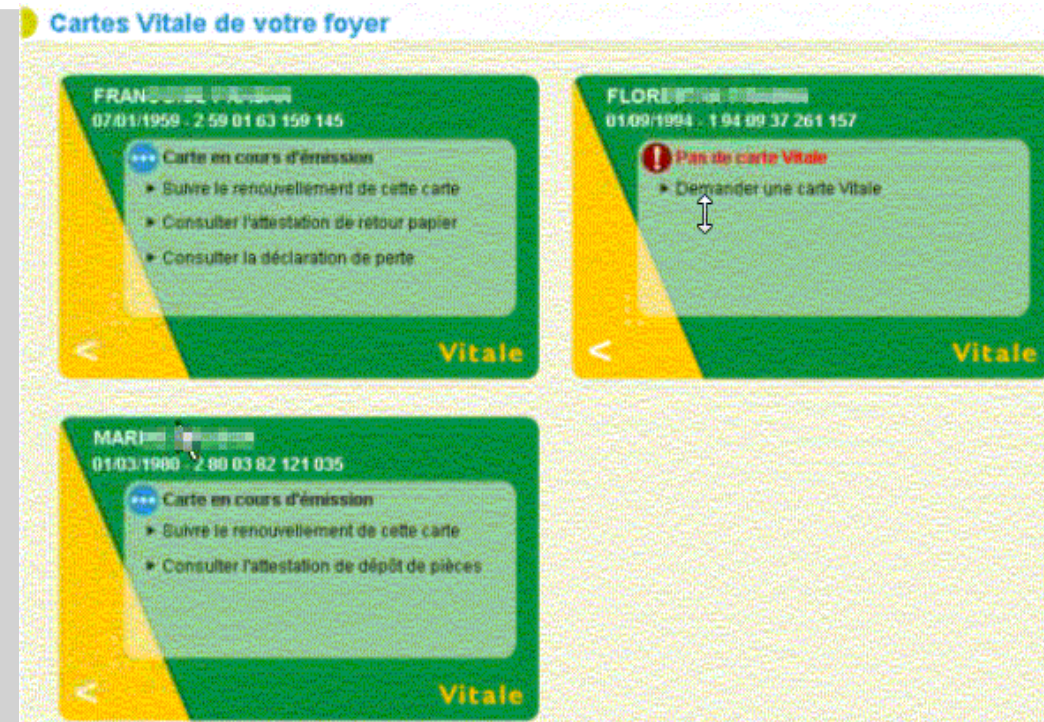 Cartes Vitale de votre foyer
FRAN
07/01/1959 - 2 59 01 63 159 145
Carte en cours d'émission
Suivre le renouvellement de cette carte
Consulter l'attestation de retour papier
Consulter la déclaration de perte
< Vitale
FLOR
01/09/1994 - 1 94 09 37 261 157
Pas de carte Vitale
Demander une carte Vitale
< Vitale
MARI
01/03/1980 - 2 80 03 82 121 035
Carte en cours d'émission
Suivre le renouvellement de cette carte
Consulter l'attestation de dépôt de pièces
< Vitale